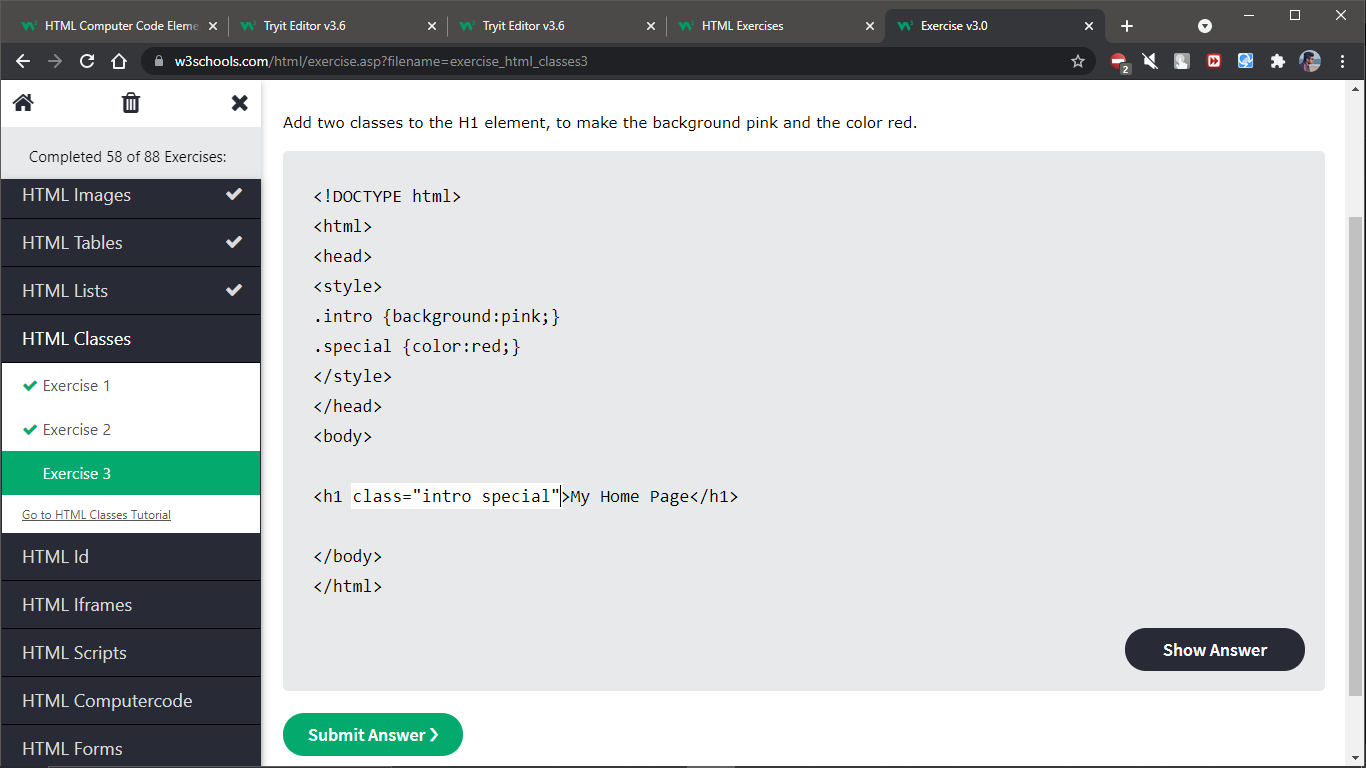 HTML Computer Code Eleme
Tryit Editor v3.6
Tryit Editor v3.6
HTML Exercises
Exercise v3.0
w3schools.com/html/exercise.asp?filename=exercise_html_classes3
2
Completed 58 of 88 Exercises:
HTML Images
HTML Tables
HTML Lists
HTML Classes
Exercise 1
Exercise 2
Exercise 3
Go to HTML Classes Tutorial
HTML Id
HTML Iframes
HTML Scripts
HTML Computercode
HTML Forms
Add two classes to the H1 element, to make the background pink and the color red.
<!DOCTYPE html>
<html>
<head>
<style>
.intro {background:pink;}
.special {color:red;}
</style>
</head>
<body>
<h1 class="intro special">My Home Page</h1>
</body>
</html>
Show Answer
Submit Answer ❯